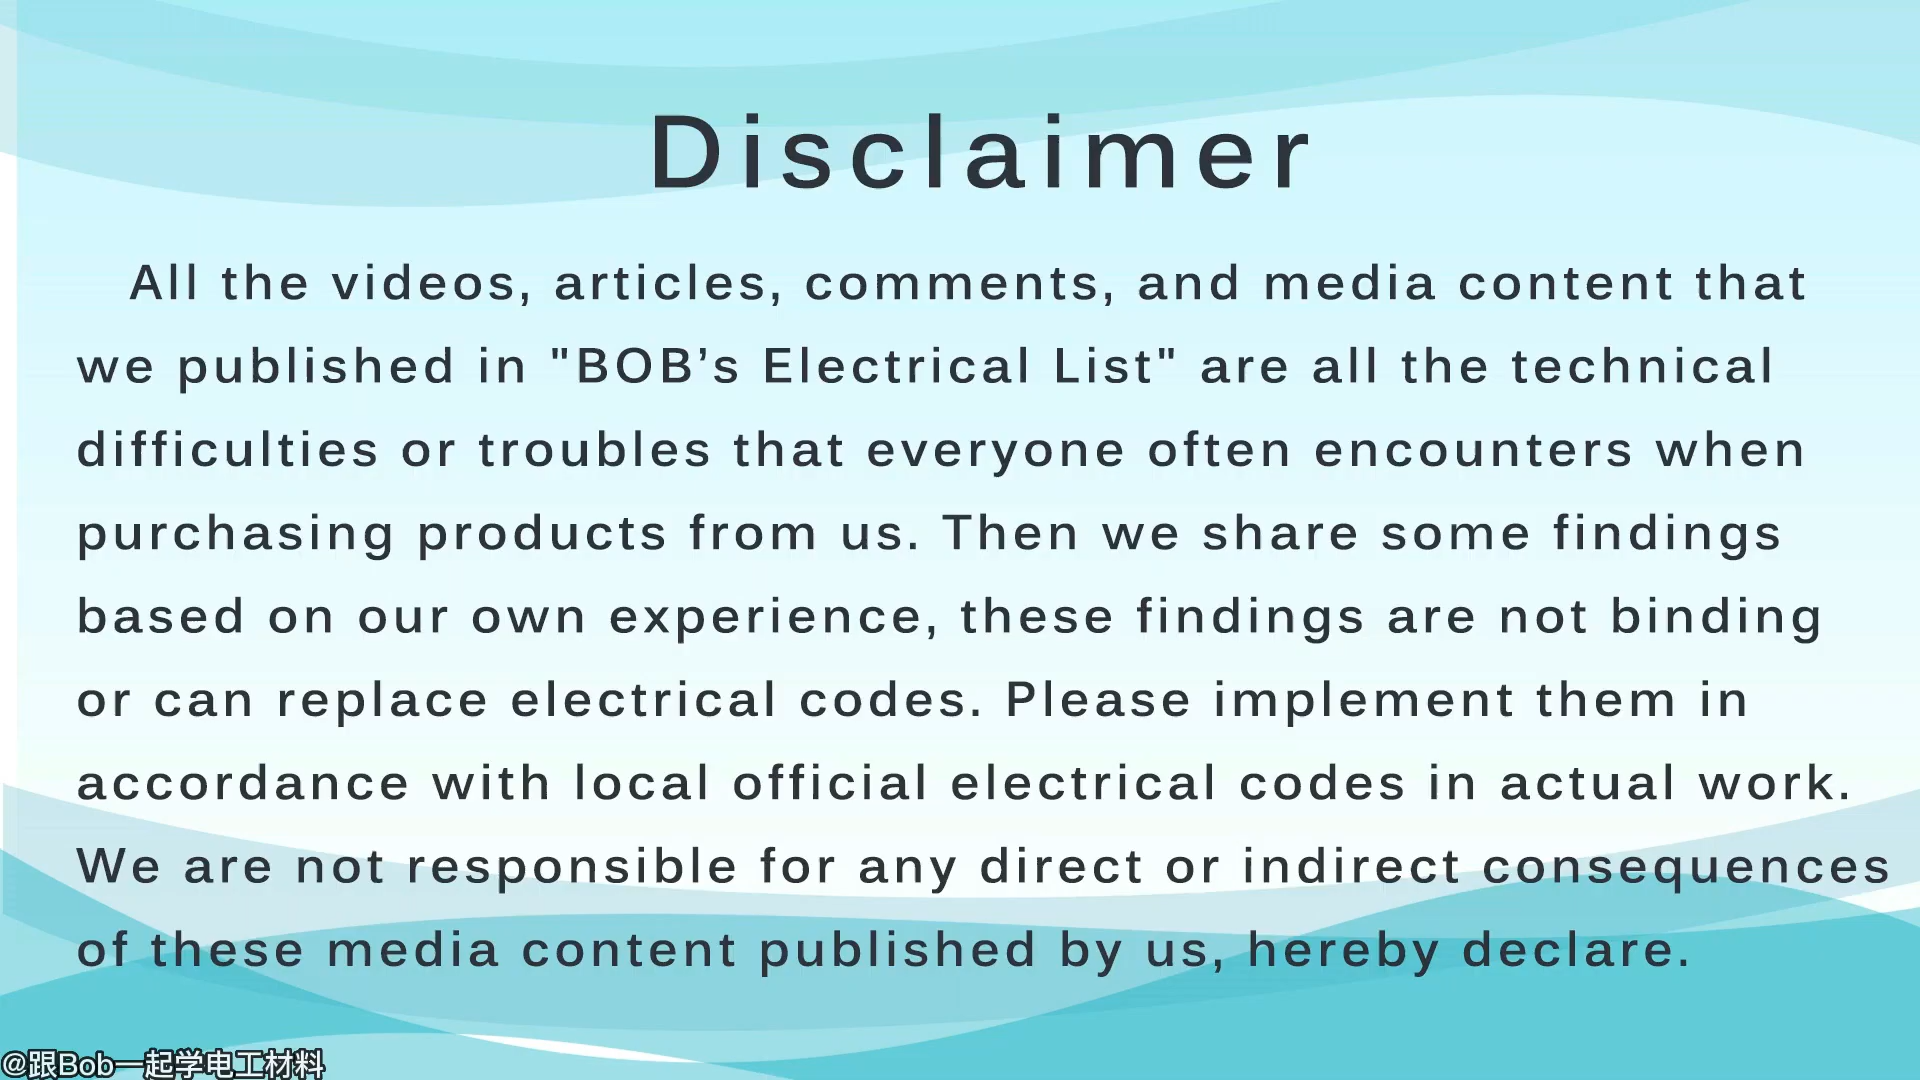 Disclaimer
All the videos, articles, comments, and media content that
we published in "BOB’s Electrical List" are all the technical
difficulties or troubles that everyone often encounters when
purchasing products from us. Then we share some findings
based on our own experience, these findings are not binding
or can replace electrical codes. Please implement them in
accordance with local official electrical codes in actual work.
We are not responsible for any direct or indirect consequences
of these media content published by us, hereby declare.
@跟Bob一起学电工材料